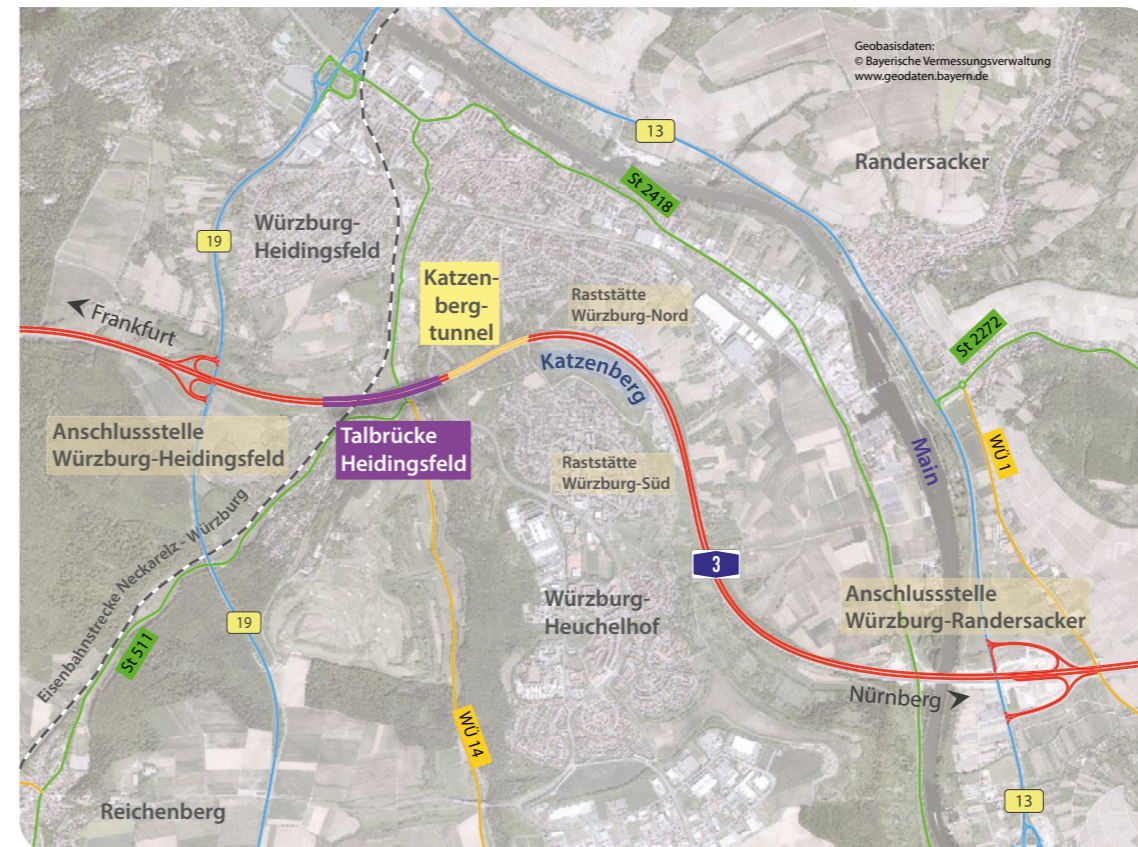 Geobasisdaten:
© Bayerische Vermessungsverwaltung
www.geodaten.bayern.de
13
Randersacker
St 2418
Würzburg-
Heidingsfeld
19
Katzen-
berg-
tunnel
Raststätte
Würzburg-Nord
Frankfurt
St 2272
Katzenberg
Anschlussstelle
Würzburg-Heidingsfeld
Talbrücke
Heidingsfeld
Main
WÜ 1
Raststätte
Würzburg-Süd
Eisenbahnstrecke Neckarelz - Würzburg
3
Würzburg-
Heuchelhof
Anschlussstelle
Würzburg-Randersacker
19
St 511
Nürnberg
WÜ 14
Reichenberg
13